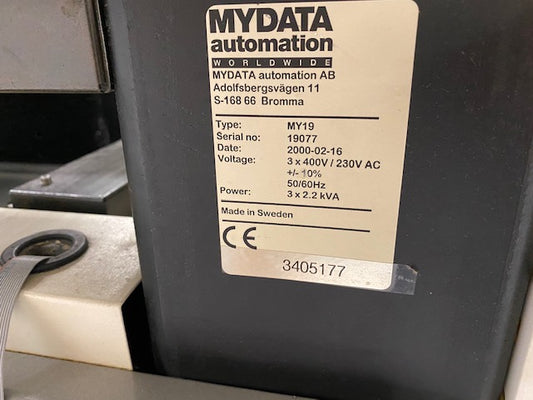 MYDATA
automation
WORLDWIDE
MYDATA automation AB
Adolfsbergsvägen 11
S-168 66 Bromma
Type: MY19
Serial no: 19077
Date: 2000-02-16
Voltage: 3 x 400V / 230V AC
+/- 10%
50/60Hz
Power: 3 x 2.2 kVA
Made in Sweden
CE
3405177